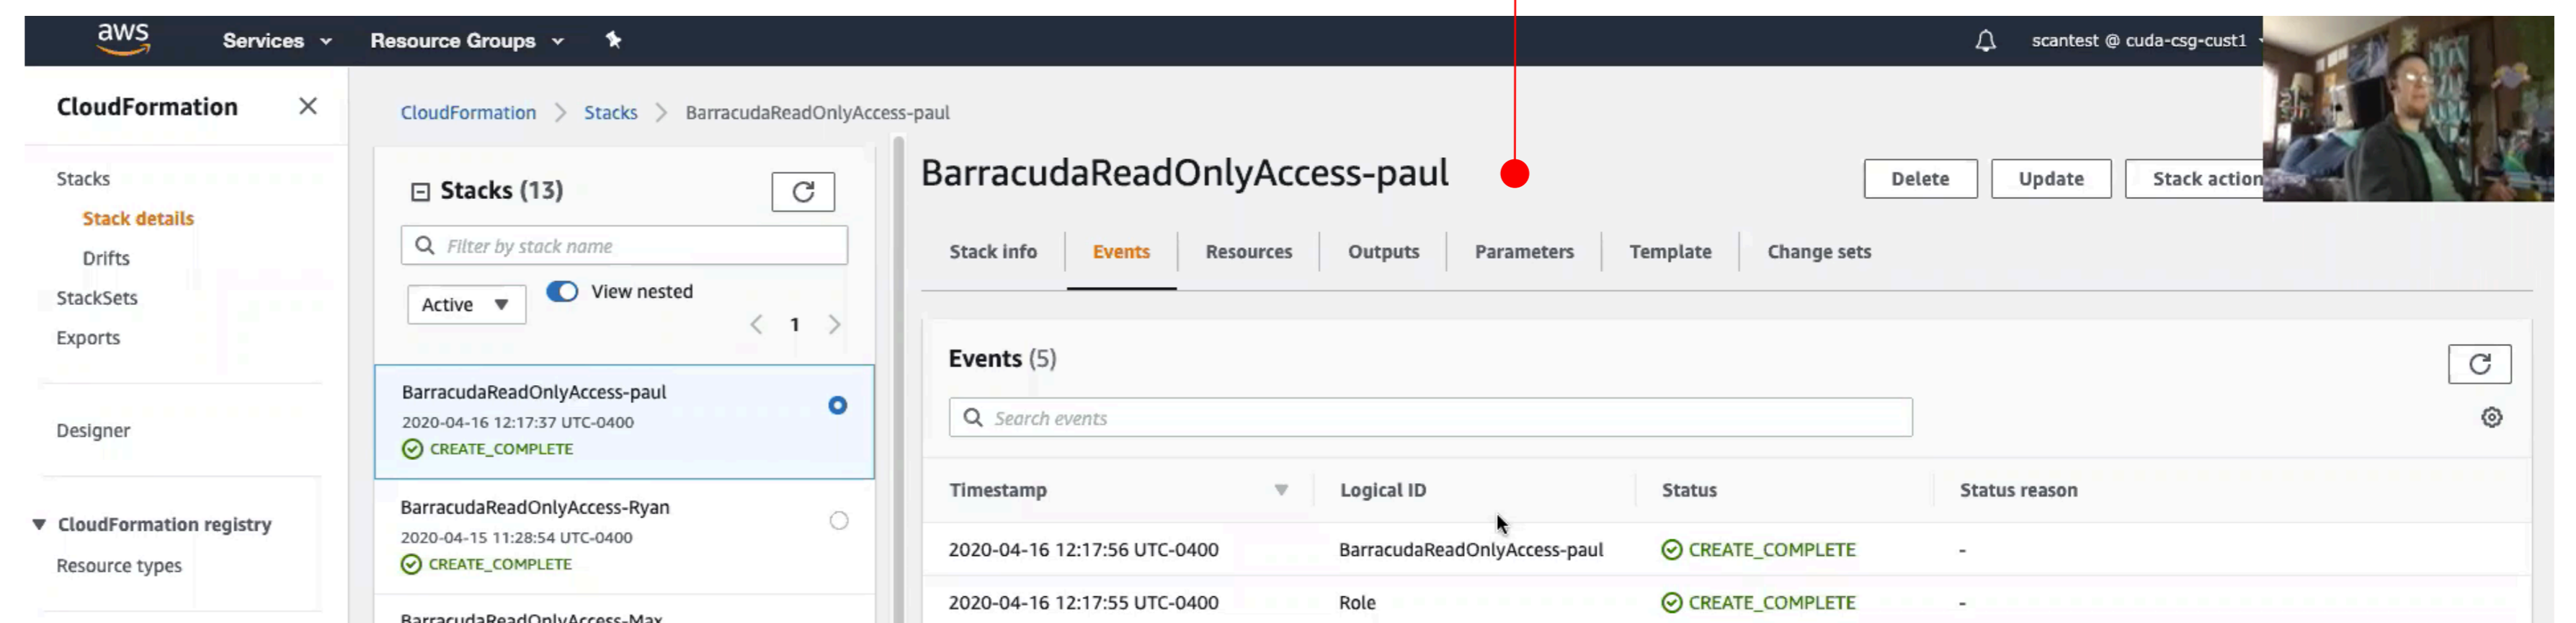 aws Services Resource Groups scantest @ cuda-csg-cust1
CloudFormation
Stacks
Stack details
Drifts
StackSets
Exports
Designer
CloudFormation registry
Resource types
CloudFormation > Stacks > BarracudaReadOnlyAccess-paul
Stacks (13)
Filter by stack name
Active View nested
1
BarracudaReadOnlyAccess-paul
2020-04-16 12:17:37 UTC-0400
CREATE_COMPLETE
BarracudaReadOnlyAccess-Ryan
2020-04-15 11:28:54 UTC-0400
CREATE_COMPLETE
BarracudaReadOnlyAccess-Max
BarracudaReadOnlyAccess-paul
Delete Update Stack action
Stack info Events Resources Outputs Parameters Template Change sets
Events (5)
Search events
Timestamp Logical ID Status Status reason
2020-04-16 12:17:56 UTC-0400 BarracudaReadOnlyAccess-paul CREATE_COMPLETE -
2020-04-16 12:17:55 UTC-0400 Role CREATE_COMPLETE -